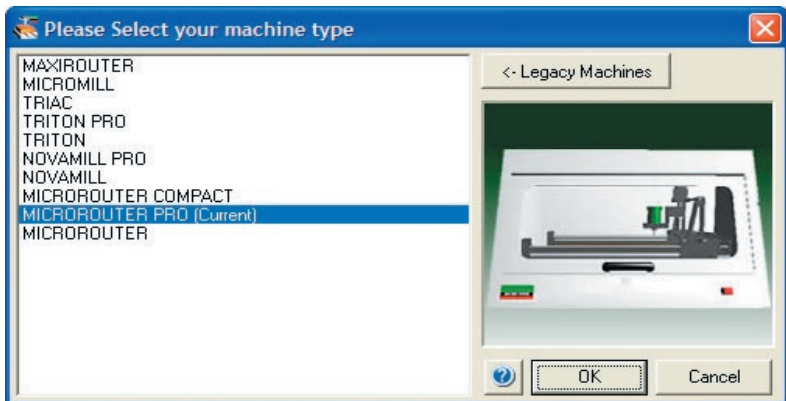 Please Select your machine type
MAXIROUTER
MICROMILL
TRIAC
TRITON PRO
TRITON
NOVAMILL PRO
NOVAMILL
MICROROUTER COMPACT
MICROROUTER PRO (Current)
MICROROUTER
<- Legacy Machines
?
OK
Cancel